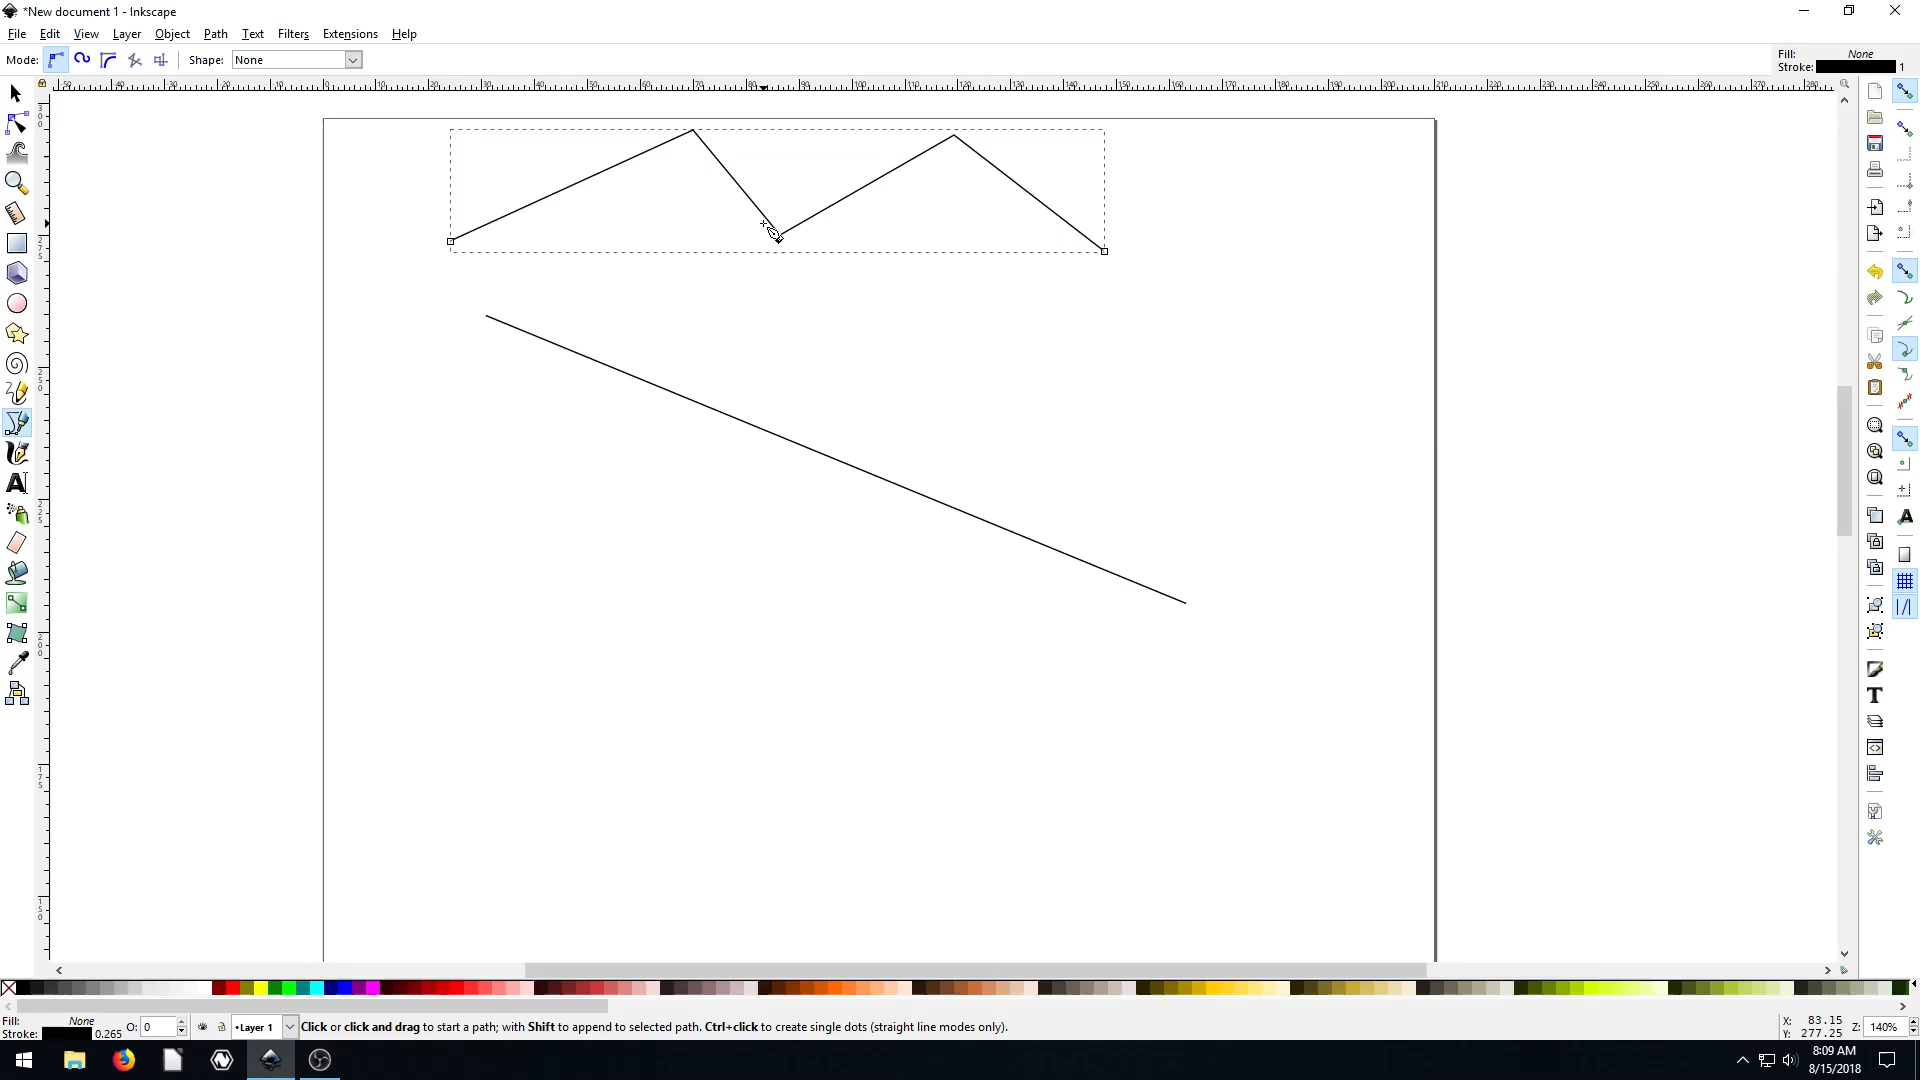 *New document 1 - Inkscape
File Edit View Layer Object Path Text Filters Extensions Help
Mode: Shape: None
Fill: None
Stroke: 1
Fill: None
Stroke: 0.265 O: 0 •Layer 1 Click or click and drag to start a path; with Shift to append to selected path. Ctrl+click to create single dots (straight line modes only).
X: 83.15
Y: 277.25
Z: 140%
8:09 AM
8/15/2018